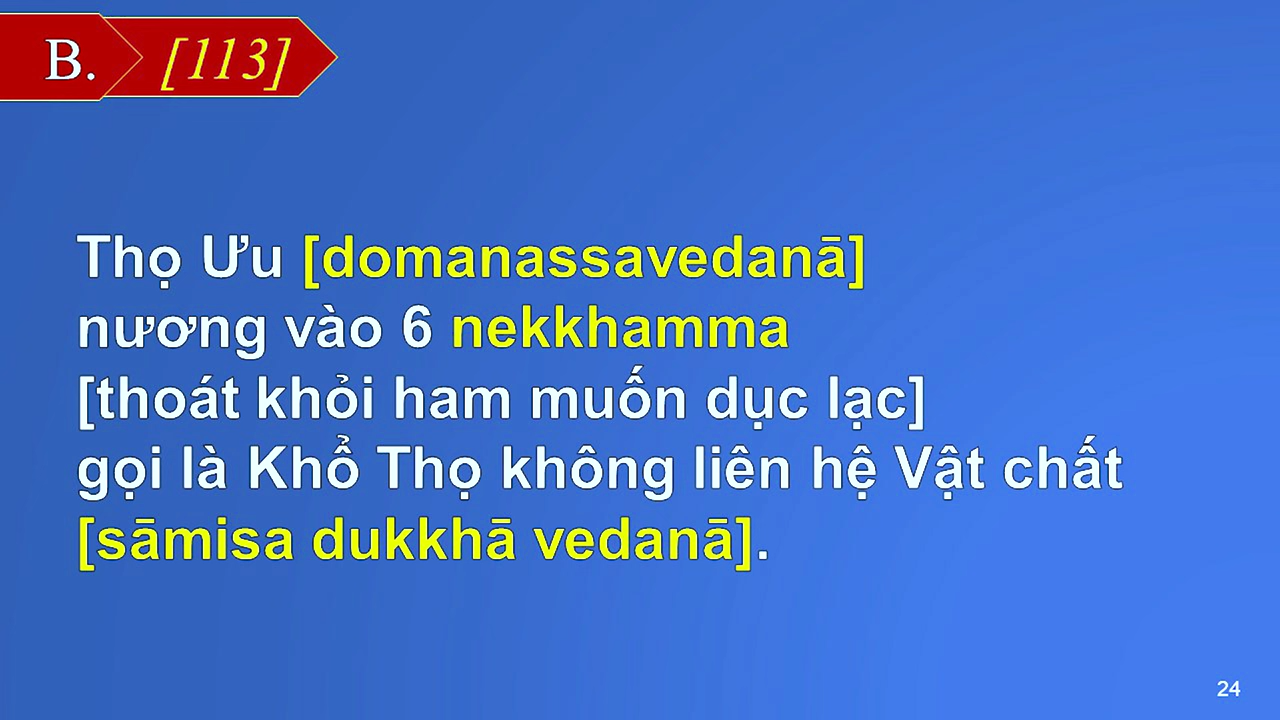 B. [113]
Thọ Ưu [domanassavedanā]
nương vào 6 nekkhamma
[thoát khỏi ham muốn dục lạc]
gọi là Khổ Thọ không liên hệ Vật chất
[sāmisa dukkhā vedanā].
24